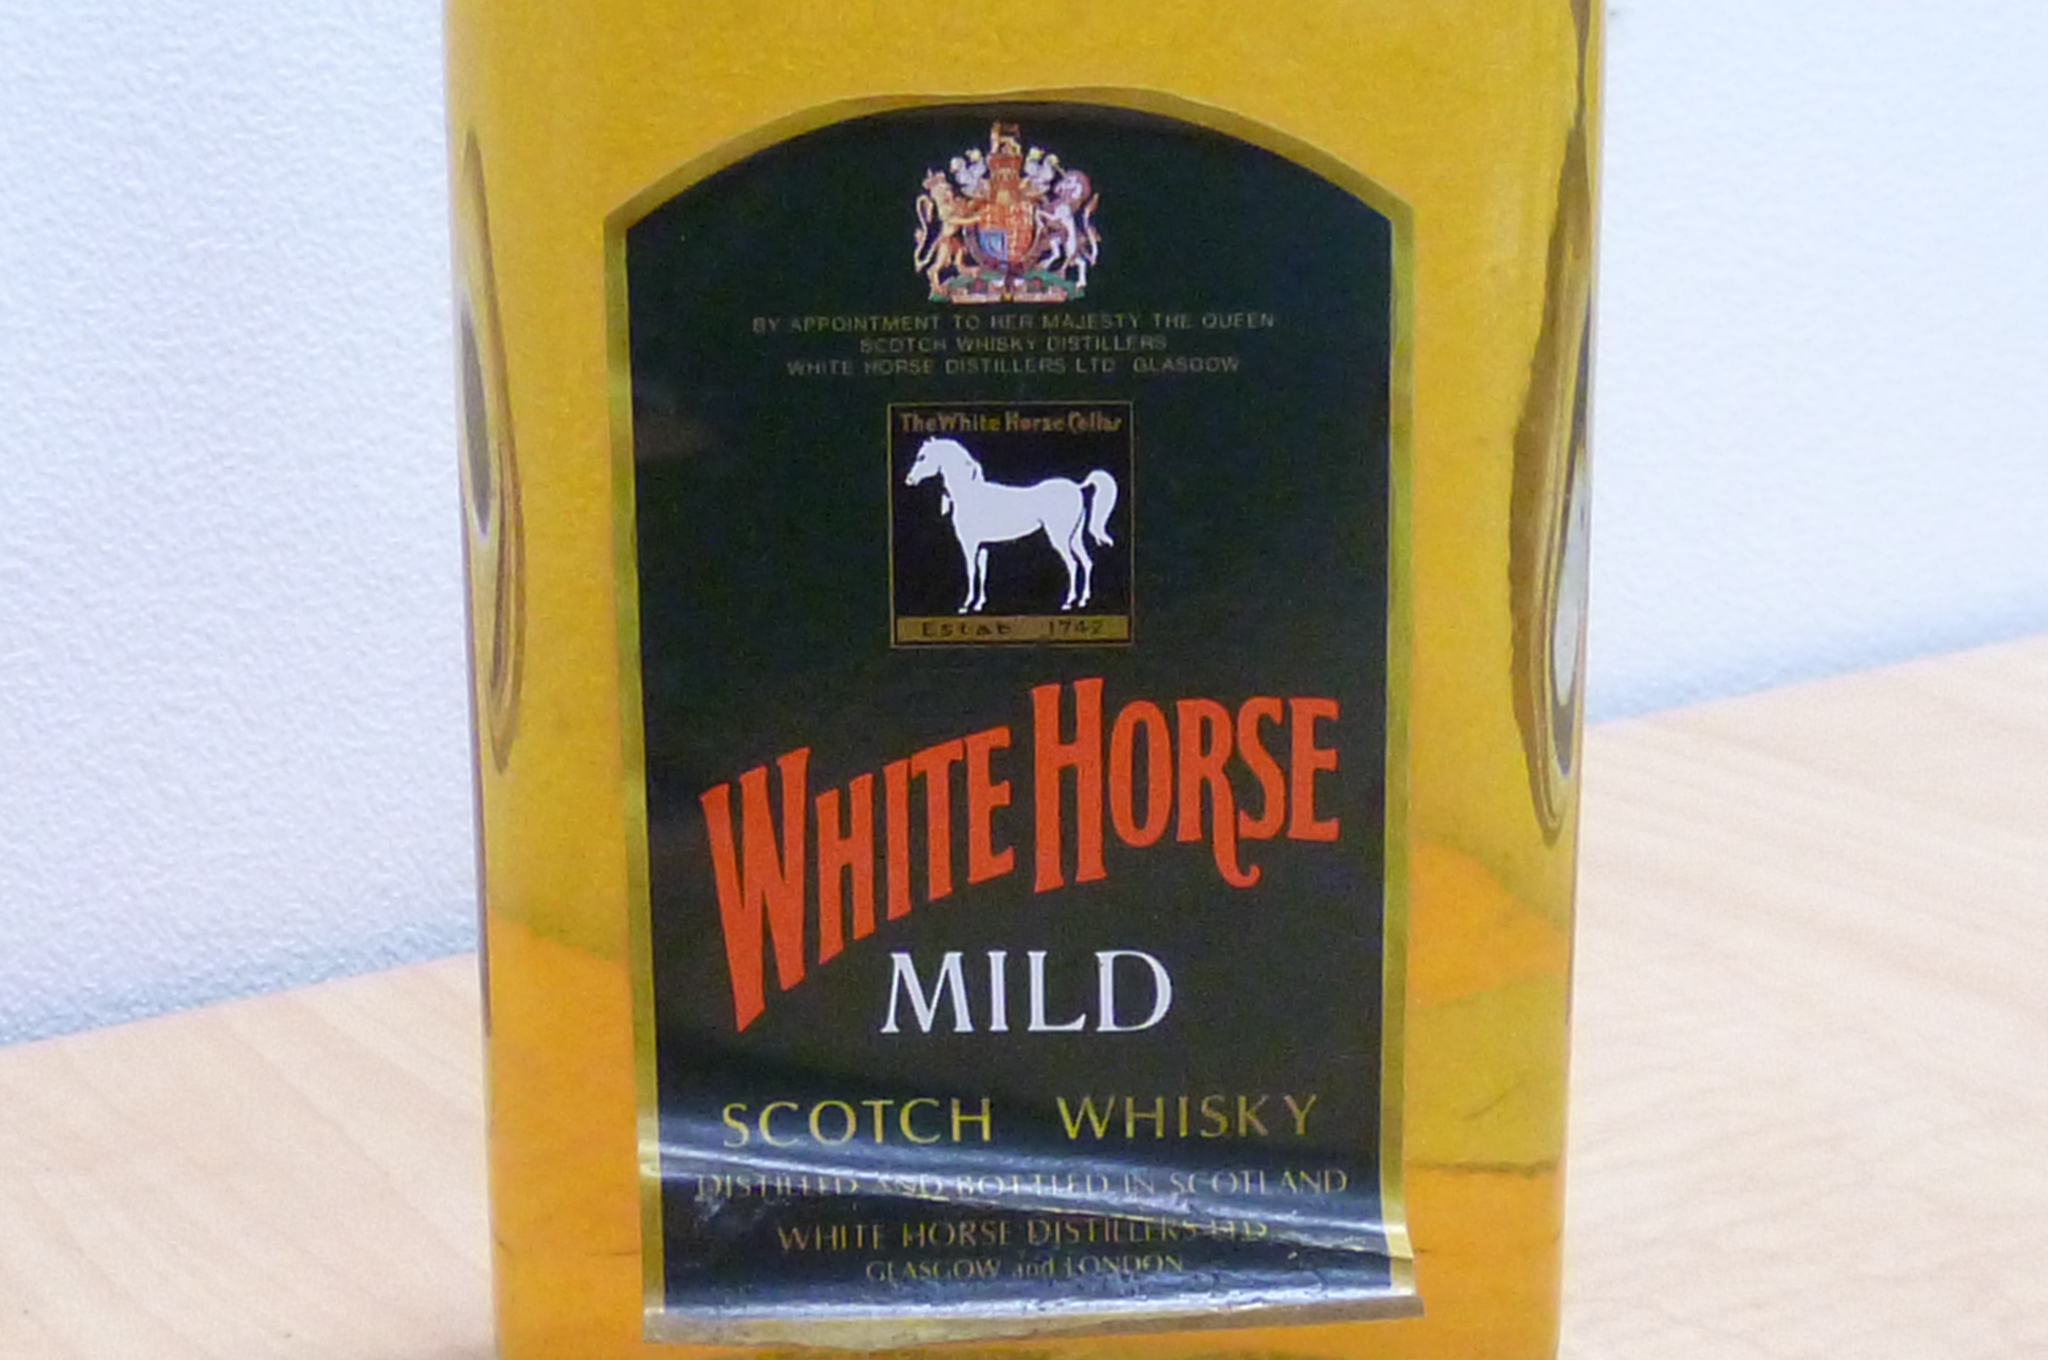 BY APPOINTMENT TO HER MAJESTY THE QUEEN
SCOTCH WHISKY DISTILLERS
WHITE HORSE DISTILLERS LTD GLASGOW
The White Horse Cellar
Estab 1742
WHITE HORSE
MILD
SCOTCH WHISKY
DISTILLED AND BOTTLED IN SCOTLAND
WHITE HORSE DISTILLERS LTD
GLASGOW and LONDON